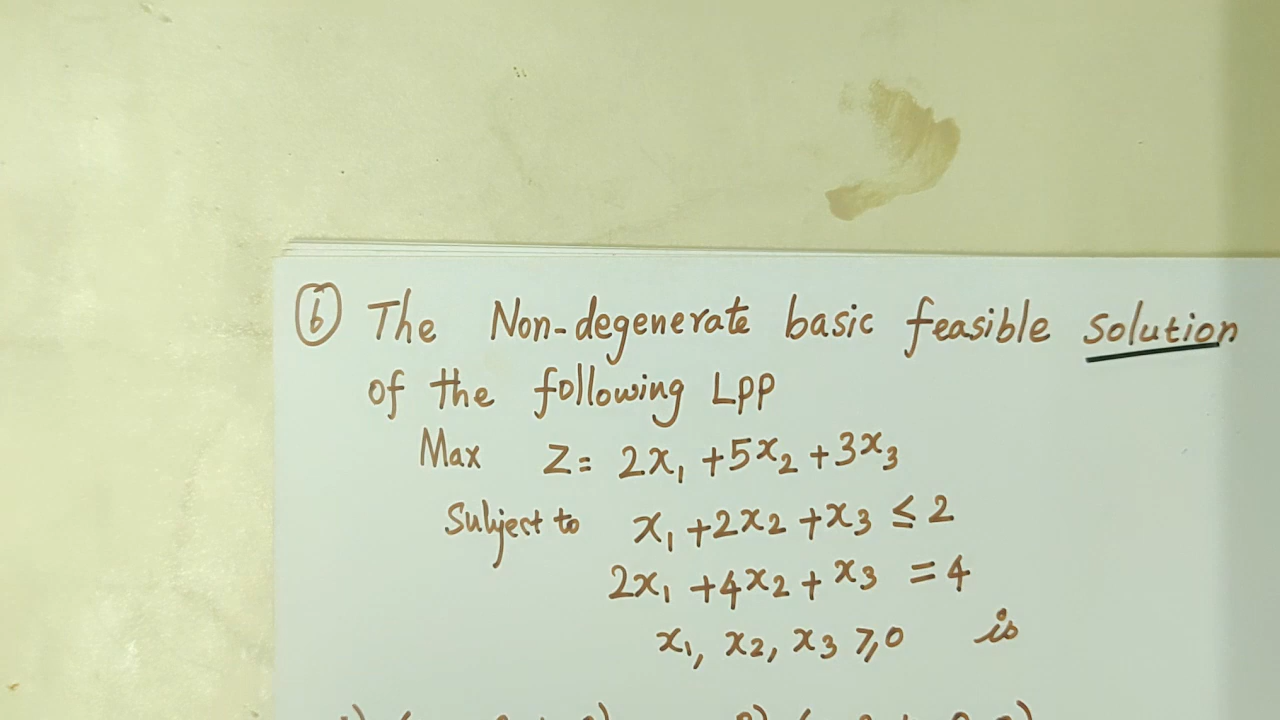 ⑥ The Non-degenerate basic feasible solution
of the following LPP
Max Z = 2x₁ + 5x₂ + 3x₃
Subject to x₁ + 2x₂ + x₃ ≤ 2
2x₁ + 4x₂ + x₃ = 4
x₁, x₂, x₃ ≥ 0 is